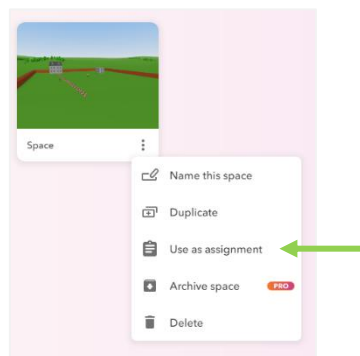 Space
Name this space
Duplicate
Use as assignment
Archive space PRO
Delete